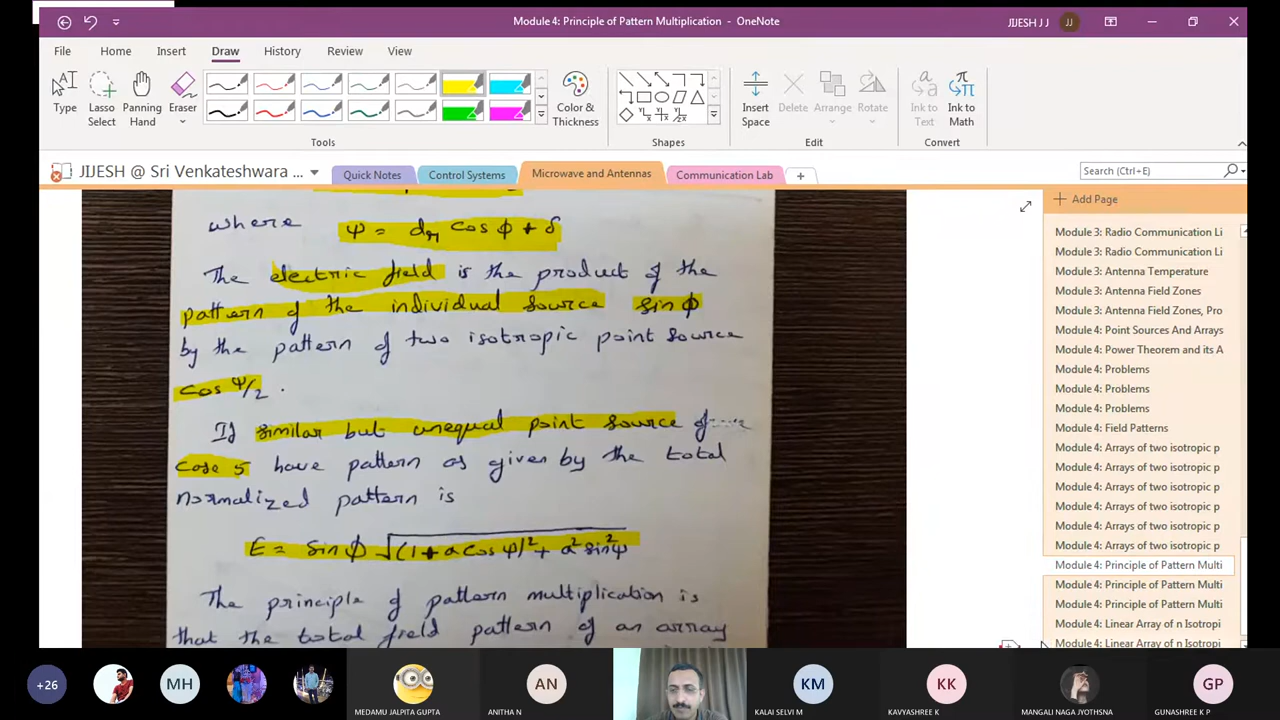 Module 4: Principle of Pattern Multiplication - OneNote
JIJESH J J
JJ
File Home Insert Draw History Review View
Type
Lasso Select
Panning Hand
Eraser
Color & Thickness
Insert Space
Delete
Arrange
Rotate
Ink to Text
Ink to Math
Tools
Shapes
Edit
Convert
JIJESH @ Sri Venkateshwara ...
Quick Notes
Control Systems
Microwave and Antennas
Communication Lab
Search (Ctrl+E)
where ψ = dr cos φ + δ
The electric field is the product of the
pattern of the individual source sin φ
by the pattern of two isotropic point source
cos ψ/2 .
If similar but unequal point source of
Case 5 have pattern as given by the total
normalized pattern is
E = sin φ √(1 + a cos ψ)² + a² sin² ψ
The principle of pattern multiplication is
that the total field pattern of an array
Add Page
Module 3: Radio Communication Li
Module 3: Radio Communication Li
Module 3: Antenna Temperature
Module 3: Antenna Field Zones
Module 3: Antenna Field Zones, Pro
Module 4: Point Sources And Arrays
Module 4: Power Theorem and its A
Module 4: Problems
Module 4: Problems
Module 4: Problems
Module 4: Field Patterns
Module 4: Arrays of two isotropic p
Module 4: Arrays of two isotropic p
Module 4: Arrays of two isotropic p
Module 4: Arrays of two isotropic p
Module 4: Arrays of two isotropic p
Module 4: Arrays of two isotropic p
Module 4: Principle of Pattern Multi
Module 4: Principle of Pattern Multi
Module 4: Principle of Pattern Multi
Module 4: Linear Array of n Isotropi
Module 4: Linear Array of n Isotropi
+26
MH
MEDAMU JALPITA GUPTA
AN
ANITHA N
KM
KALAI SELVI M
KK
KAVYASHREE K
MANGALI NAGA JYOTHSNA
GP
GUNASHREE K P